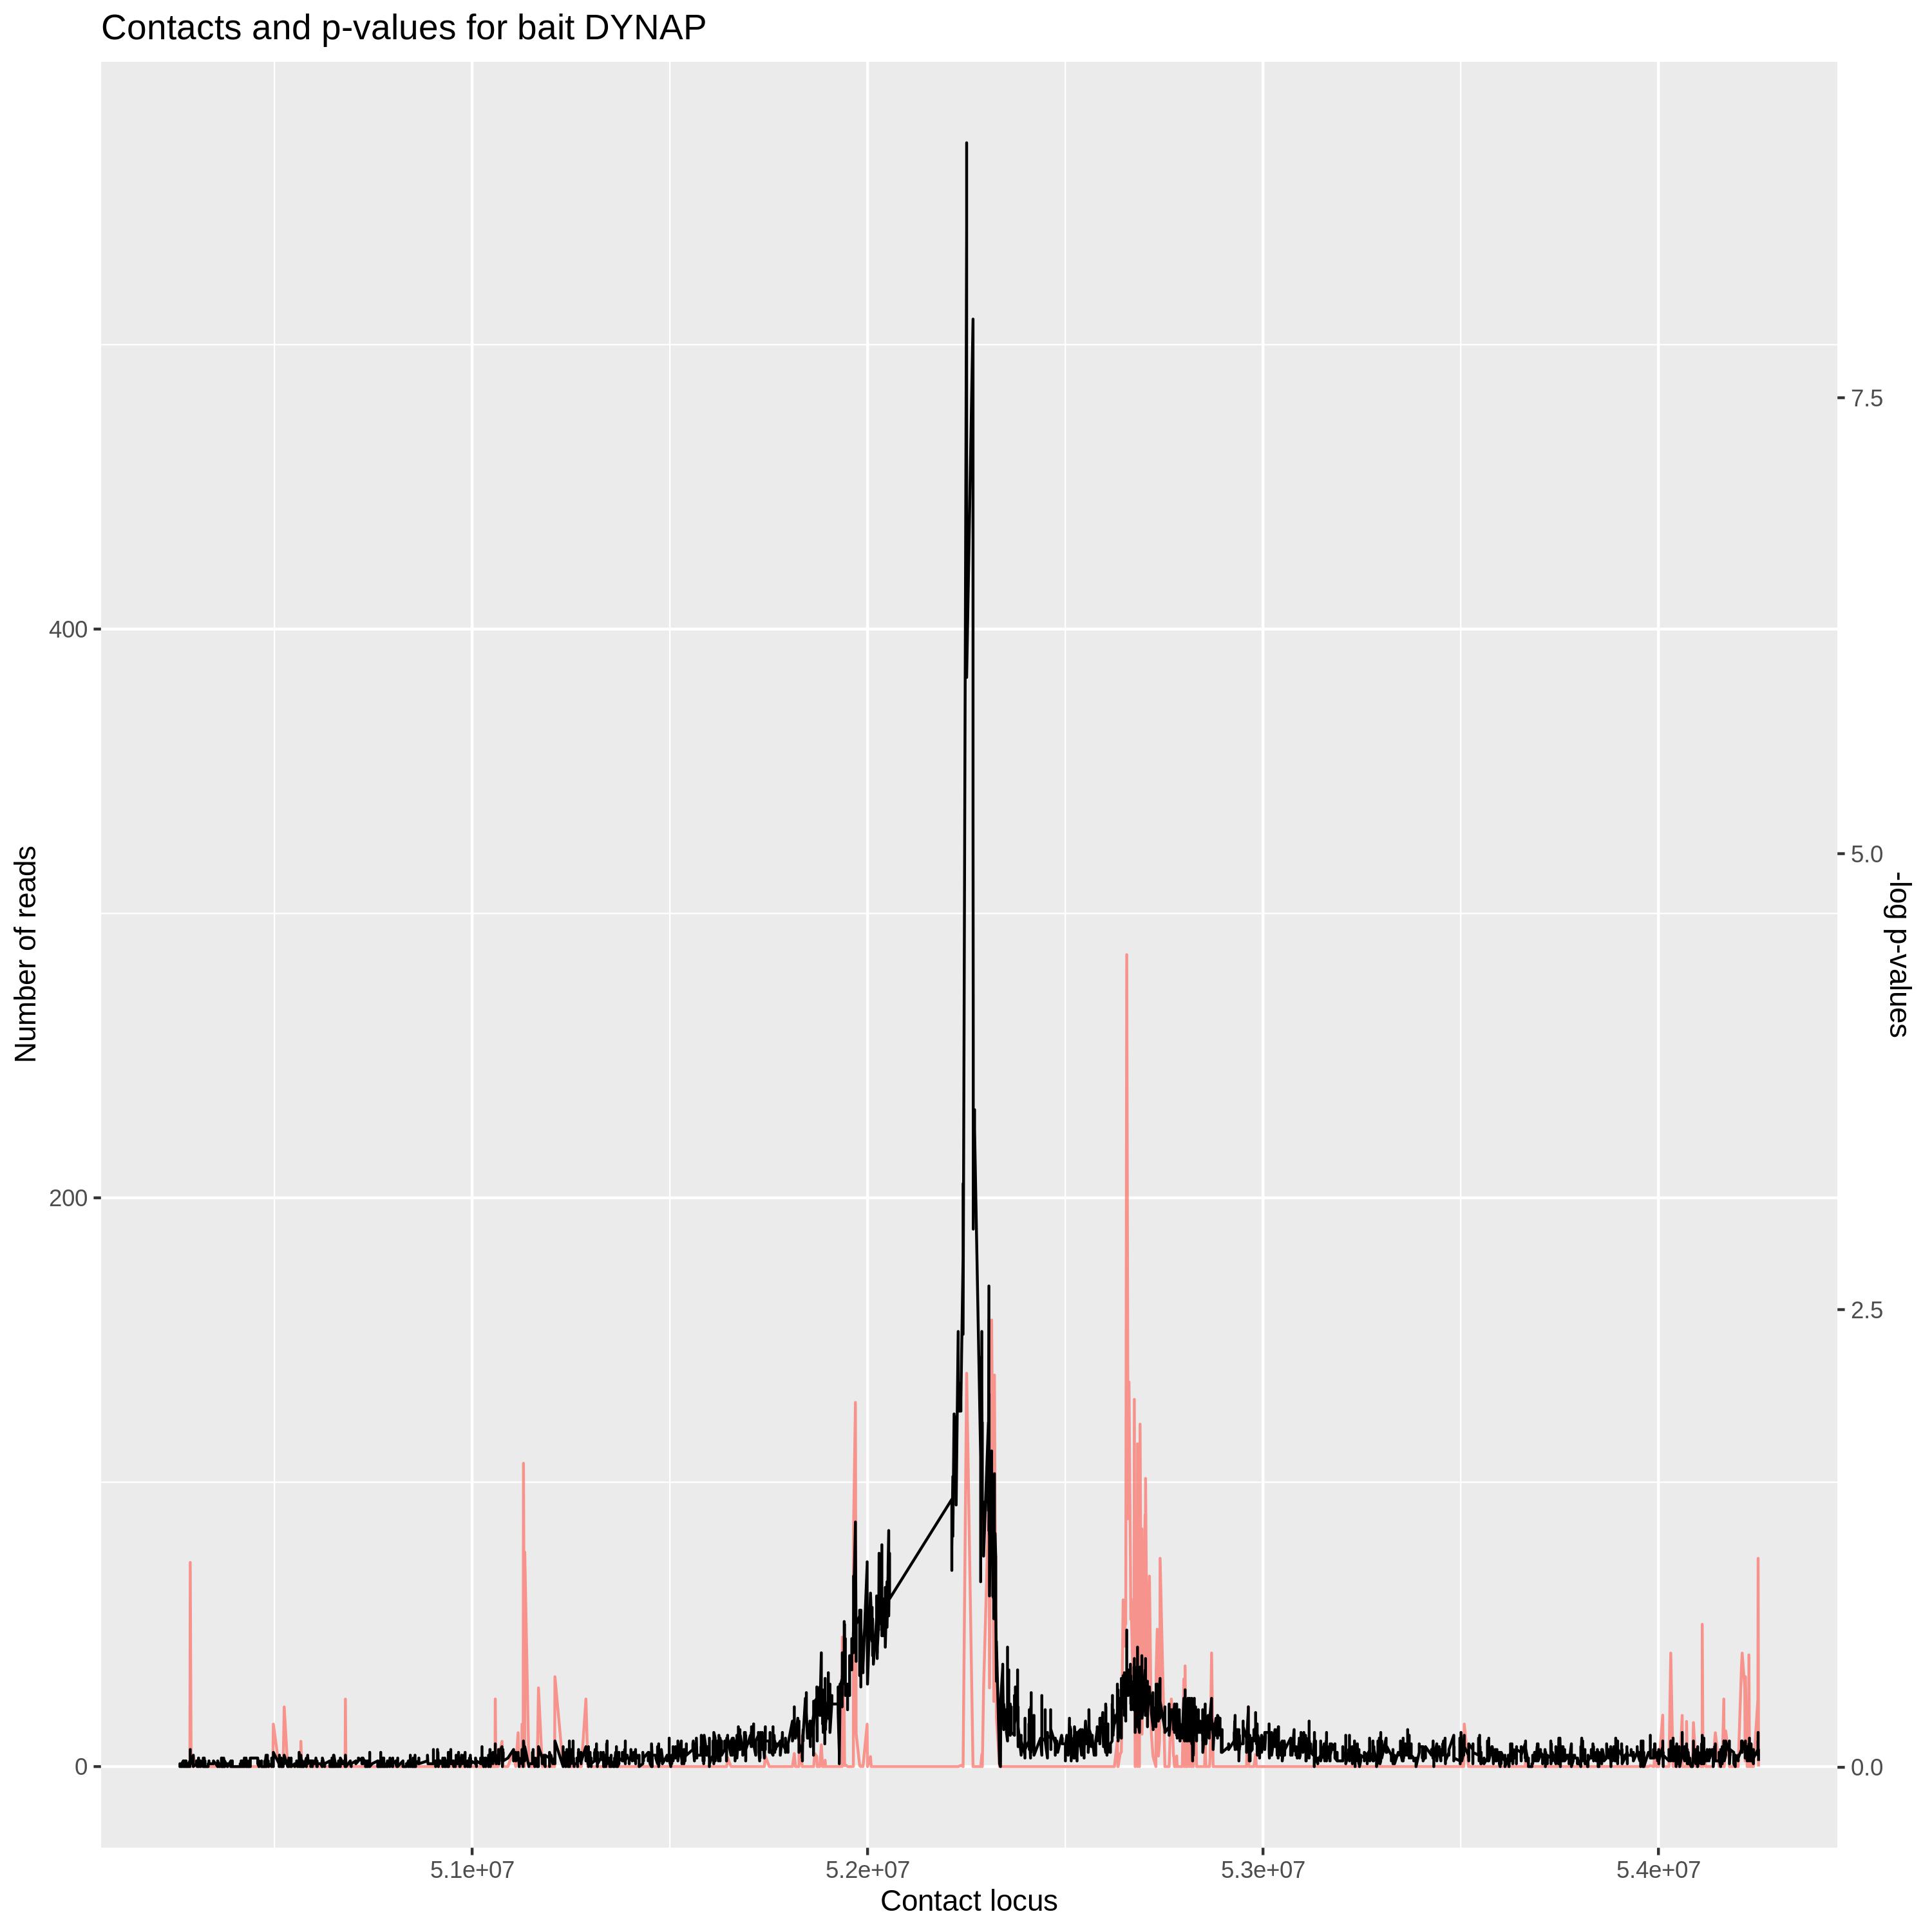 Contacts and p-values for bait DYNAP
Number of reads
400
200
0
7.5
5.0
2.5
0.0
-log p-values
5.1e+07
5.2e+07
5.3e+07
5.4e+07
Contact locus